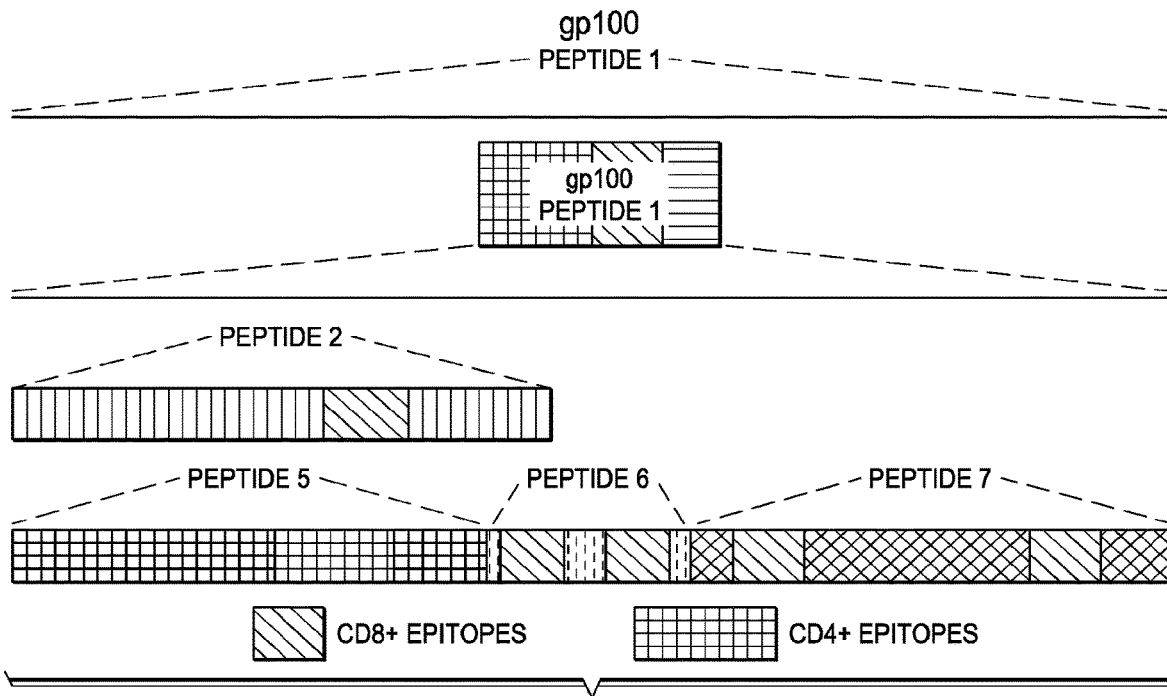 gp100
PEPTIDE 1
gp100
PEPTIDE 1
PEPTIDE 2
PEPTIDE 5 PEPTIDE 6 PEPTIDE 7
CD8+ EPITOPES CD4+ EPITOPES